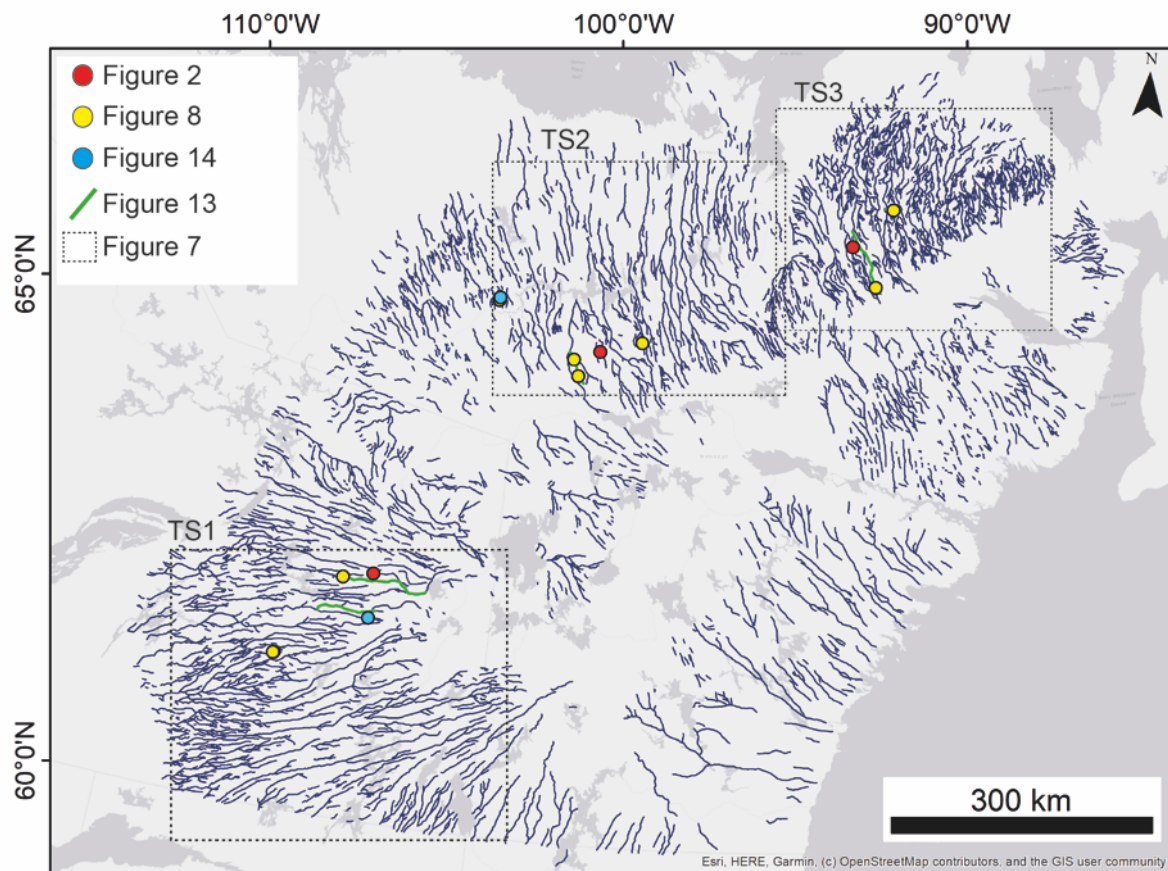 110°0'W 100°0'W 90°0'W
N
Figure 2
Figure 8
Figure 14
Figure 13
Figure 7
TS3
TS2
65°0'N
TS1
60°0'N
300 km
Esri, HERE, Garmin, (c) OpenStreetMap contributors, and the GIS user community